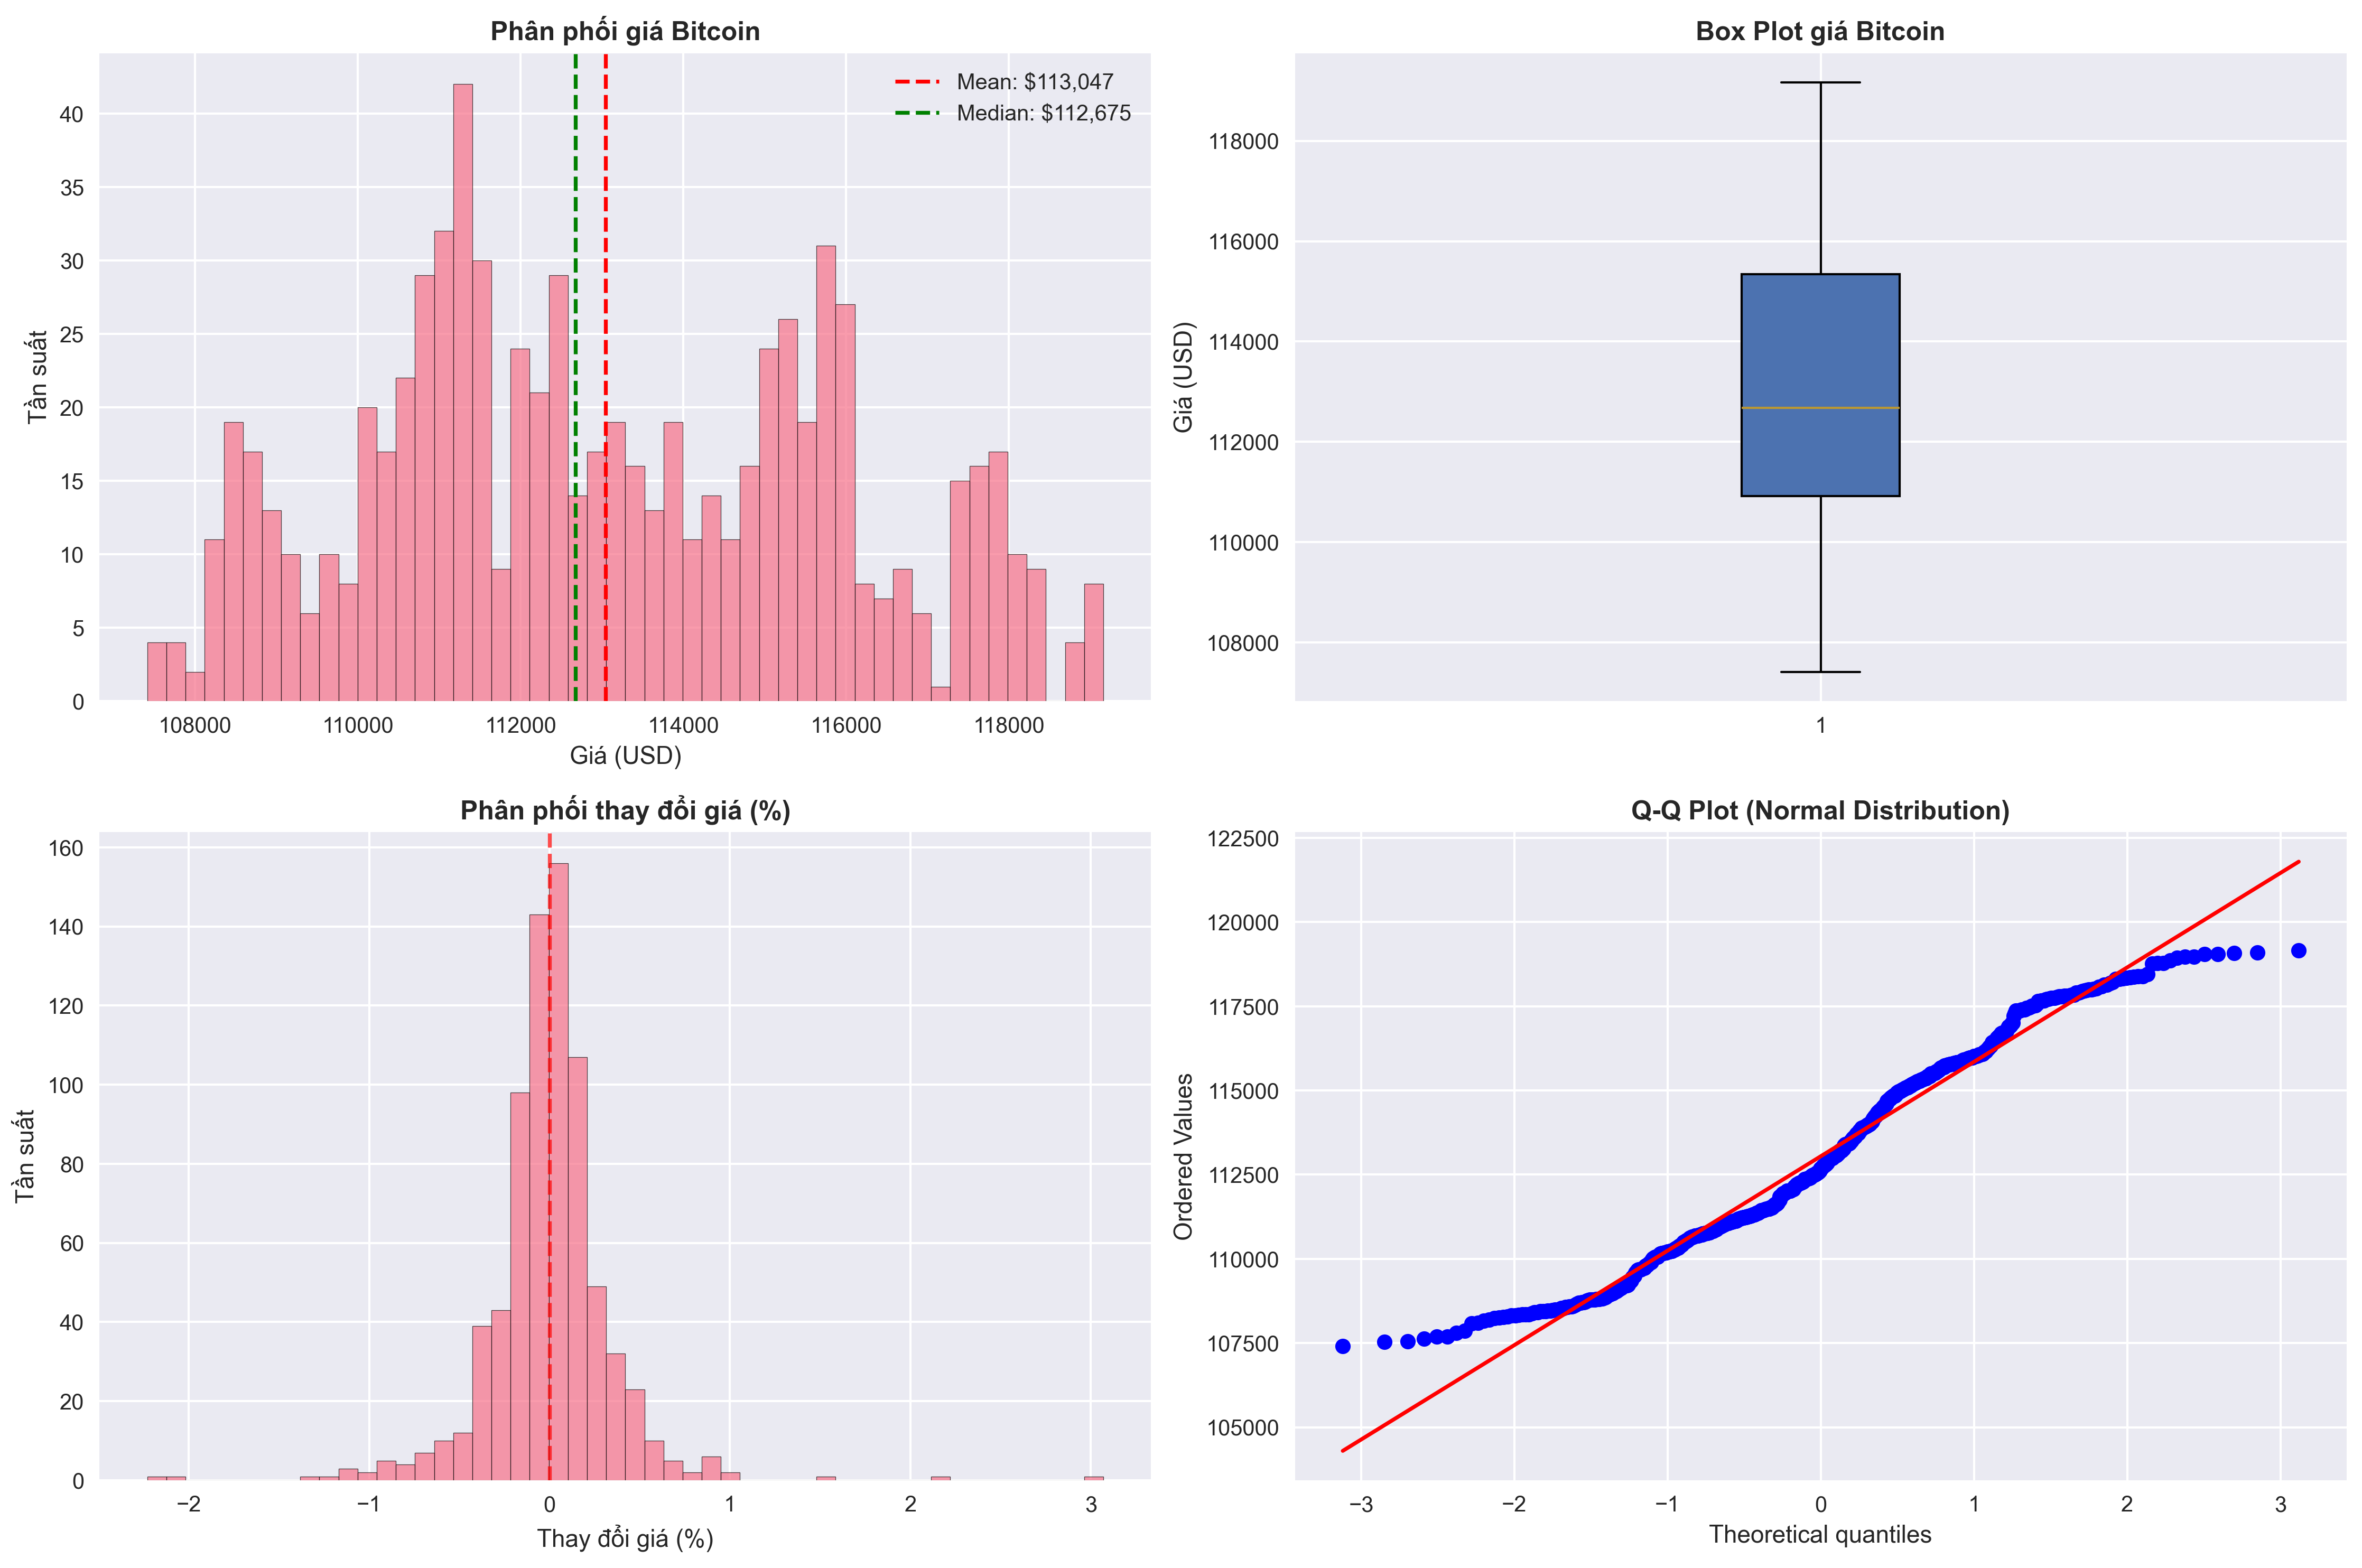 Phân phối giá Bitcoin
Mean: $113,047
Median: $112,675
Tần suất
40
35
30
25
20
15
10
5
0
108000 110000 112000 114000 116000 118000
Giá (USD)
Box Plot giá Bitcoin
Giá (USD)
118000
116000
114000
112000
110000
108000
1
Phân phối thay đổi giá (%)
Tần suất
160
140
120
100
80
60
40
20
0
−2 −1 0 1 2 3
Thay đổi giá (%)
Q-Q Plot (Normal Distribution)
Ordered Values
122500
120000
117500
115000
112500
110000
107500
105000
−3 −2 −1 0 1 2 3
Theoretical quantiles